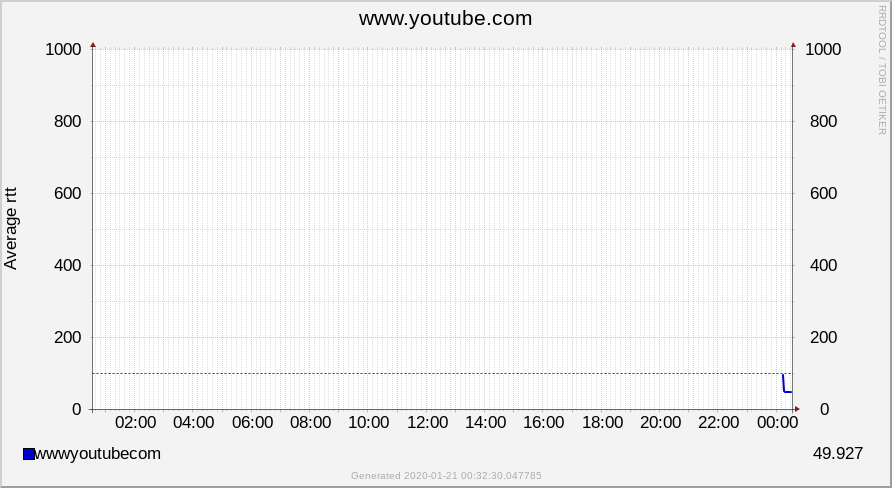 www.youtube.com
RRDTOOL / TOBI OETIKER
Average rtt
1000 1000
800 800
600 600
400 400
200 200
0 0
02:00 04:00 06:00 08:00 10:00 12:00 14:00 16:00 18:00 20:00 22:00 00:00
wwwyoutubecom 49.927
Generated 2020-01-21 00:32:30.047785